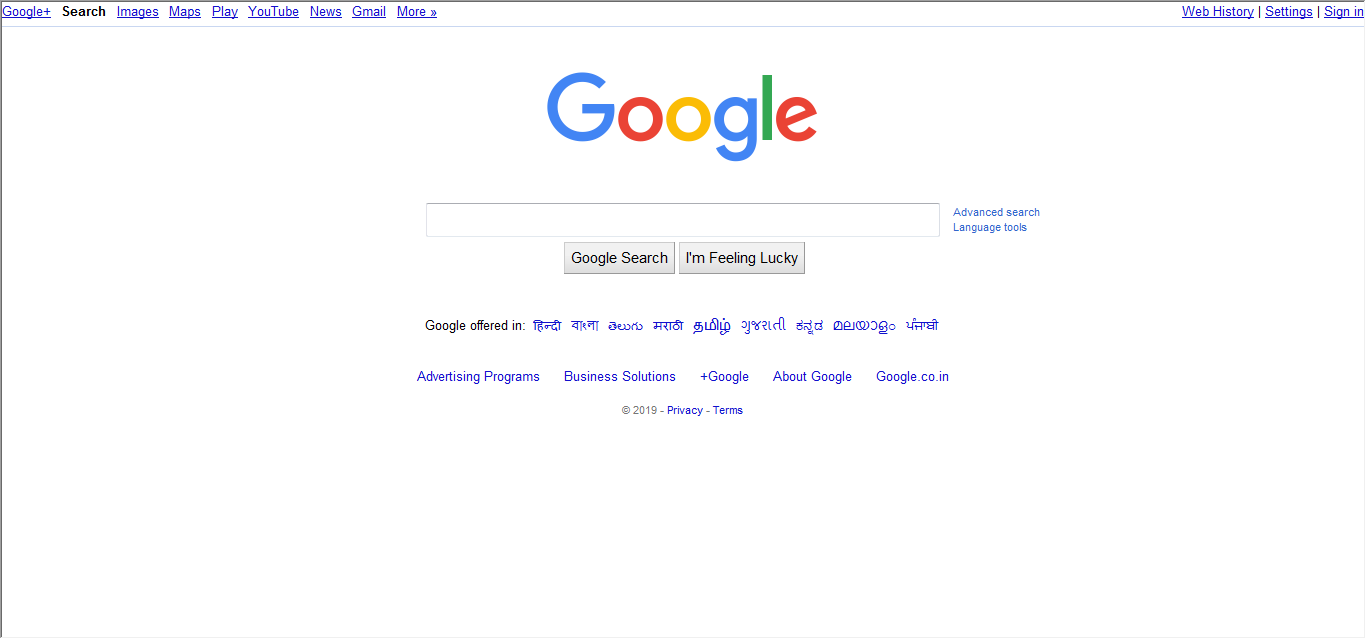 Google+ Search Images Maps Play YouTube News Gmail More » Web History | Settings | Sign in
Google
Advanced search
Language tools
Google Search I'm Feeling Lucky
Google offered in: हिन्दी বাংলা తెలుగు मराठी தமிழ் ગુજરાતી ಕನ್ನಡ മലയാളം ਪੰਜਾਬੀ
Advertising Programs Business Solutions +Google About Google Google.co.in
© 2019 - Privacy - Terms